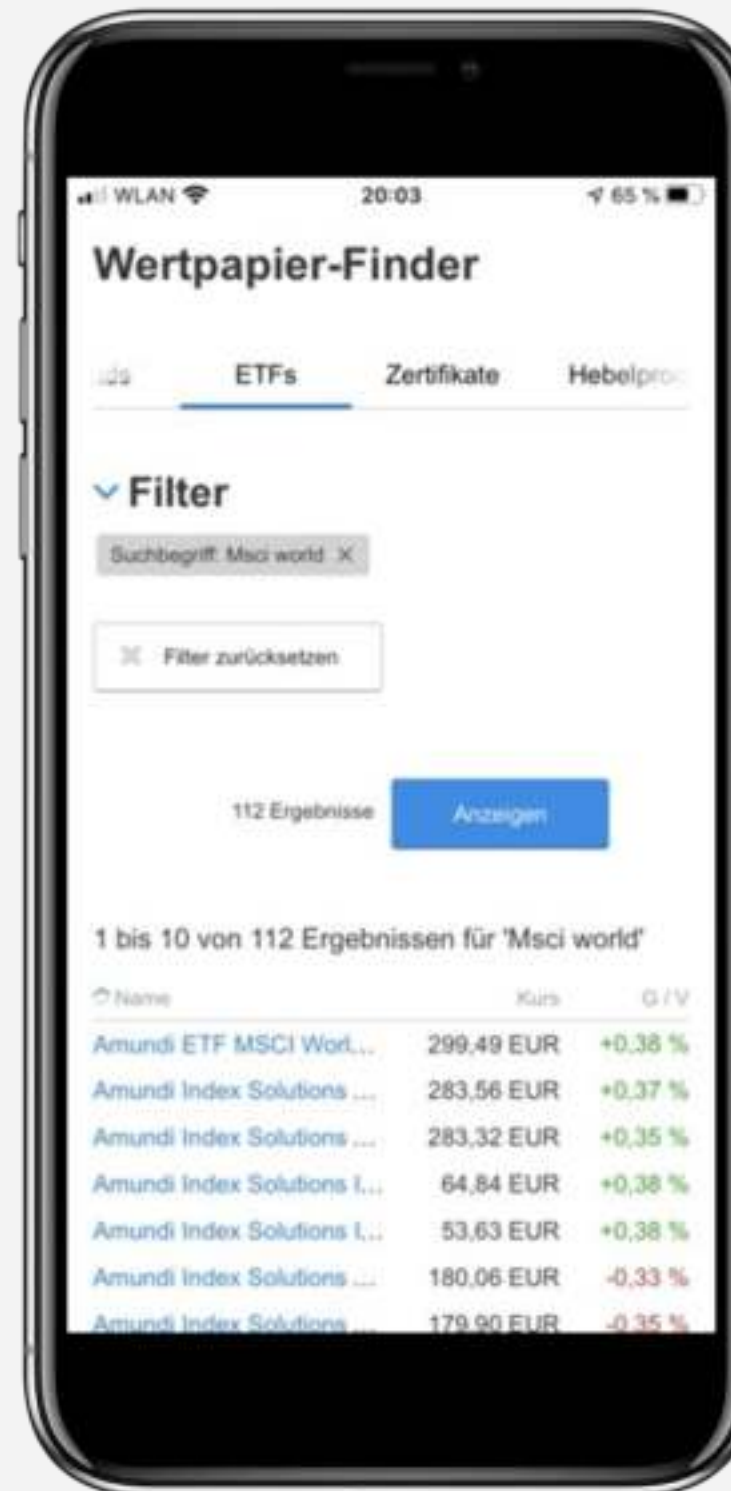 WLAN 20:03 65 %
Wertpapier-Finder
ETFs Zertifikate Hebelpro
Filter
Suchbegriff: Msci world ×
Filter zurücksetzen
112 Ergebnisse Anzeigen
1 bis 10 von 112 Ergebnissen für 'Msci world'
Name Kurs G / V
Amundi ETF MSCI Worl... 299,49 EUR +0,38 %
Amundi Index Solutions ... 283,56 EUR +0,37 %
Amundi Index Solutions ... 283,32 EUR +0,35 %
Amundi Index Solutions I... 64,84 EUR +0,38 %
Amundi Index Solutions I... 53,63 EUR +0,38 %
Amundi Index Solutions ... 180,06 EUR -0,33 %
Amundi Index Solutions ... 179,90 EUR -0,35 %